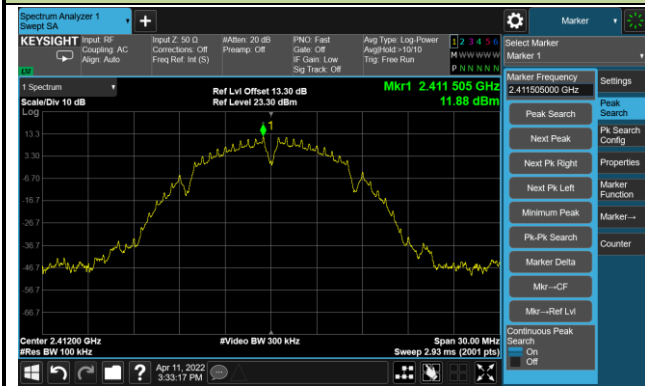 Spectrum Analyzer 1
Swept SA
+
Marker
KEYSIGHT Input: RF
Coupling: AC
Align: Auto
Input Z: 50 Ω
Corrections: Off
Freq Ref: Int (S)
#Atten: 20 dB
Preamp: Off
PNO: Fast
Gate: Off
IF Gain: Low
Sig Track: Off
Avg Type: Log-Power
Avg|Hold:>10/10
Trig: Free Run
1 2 3 4 5 6
M W W W W W
P N N N N N
LXI
Select Marker
Marker 1
1 Spectrum
Scale/Div 10 dB
Log
Ref Lvl Offset 13.30 dB
Ref Level 23.30 dBm
Mkr1 2.411 505 GHz
11.88 dBm
1
13.3
3.30
-6.70
-16.7
-26.7
-36.7
-46.7
-56.7
-66.7
Center 2.41200 GHz
#Res BW 100 kHz
#Video BW 300 kHz
Span 30.00 MHz
Sweep 2.93 ms (2001 pts)
Marker Frequency
2.411505000 GHz
Peak Search
Next Peak
Next Pk Right
Next Pk Left
Minimum Peak
Pk-Pk Search
Marker Delta
Mkr→CF
Mkr→Ref Lvl
Continuous Peak
Search
On
Off
Settings
Peak
Search
Pk Search
Config
Properties
Marker
Function
Marker→
Counter
?
Apr 11, 2022
3:33:17 PM